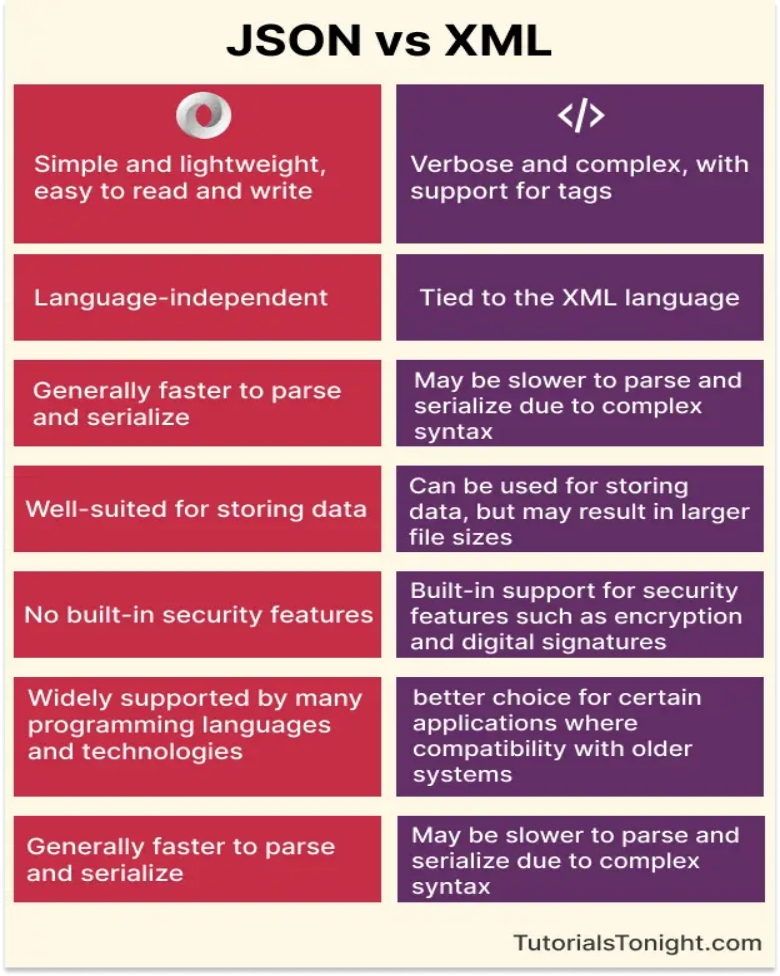 JSON vs XML
</>
Simple and lightweight,
easy to read and write
Verbose and complex, with
support for tags
Language-independent
Tied to the XML language
Generally faster to parse
and serialize
May be slower to parse and
serialize due to complex
syntax
Well-suited for storing data
Can be used for storing
data, but may result in larger
file sizes
No built-in security features
Built-in support for security
features such as encryption
and digital signatures
Widely supported by many
programming languages
and technologies
better choice for certain
applications where
compatibility with older
systems
Generally faster to parse
and serialize
May be slower to parse and
serialize due to complex
syntax
TutorialsTonight.com